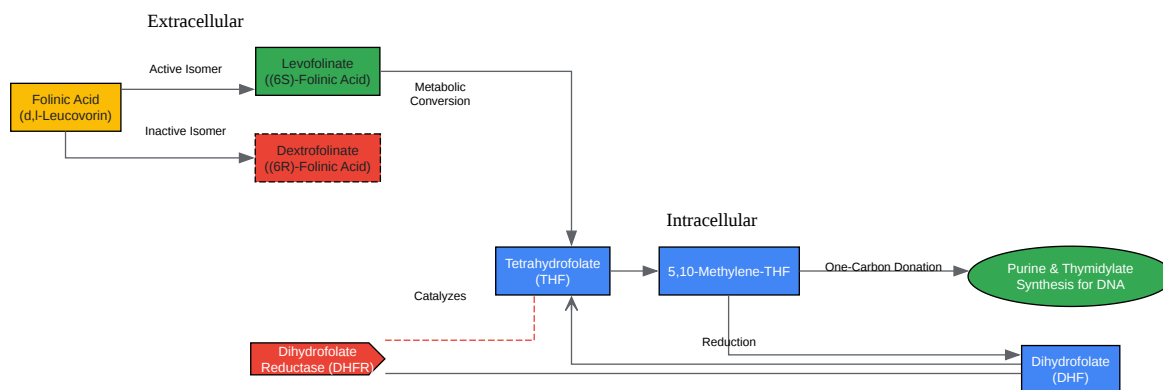 Extracellular
Levofolinate
((6S)-Folinic Acid)
Active Isomer
Metabolic
Conversion
Folinic Acid
(d,l-Leucovorin)
Inactive Isomer
Dextrofolinate
((6R)-Folinic Acid)
Intracellular
Tetrahydrofolate
(THF)
5,10-Methylene-THF
One-Carbon Donation
Purine & Thymidylate
Synthesis for DNA
Catalyzes
Reduction
Dihydrofolate
Reductase (DHFR)
Dihydrofolate
(DHF)